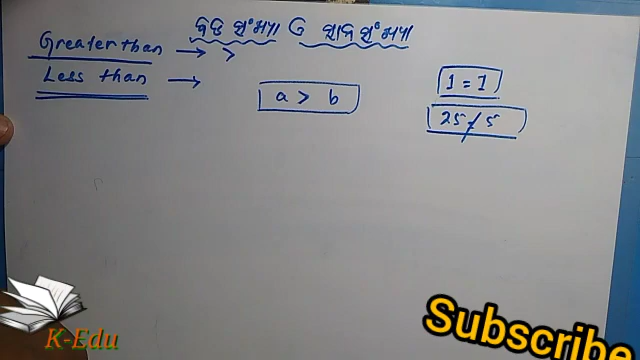 ବଡ ସଂଖ୍ୟା ଓ ସାନ ସଂଖ୍ୟା
Greater than → >
Less than →
a > b
1 = 1
25 ≠ 5
K-Edu
Subscribe